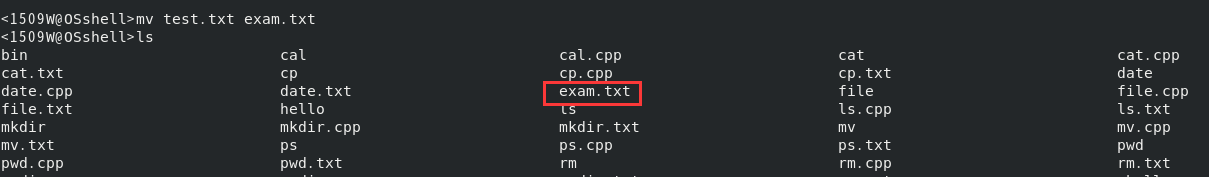 <1509W@OSshell>mv test.txt exam.txt
<1509W@OSshell>ls
bin cal cal.cpp cat cat.cpp
cat.txt cp cp.cpp cp.txt date
date.cpp date.txt exam.txt file file.cpp
file.txt hello ls ls.cpp ls.txt
mkdir mkdir.cpp mkdir.txt mv mv.cpp
mv.txt ps ps.cpp ps.txt pwd
pwd.cpp pwd.txt rm rm.cpp rm.txt